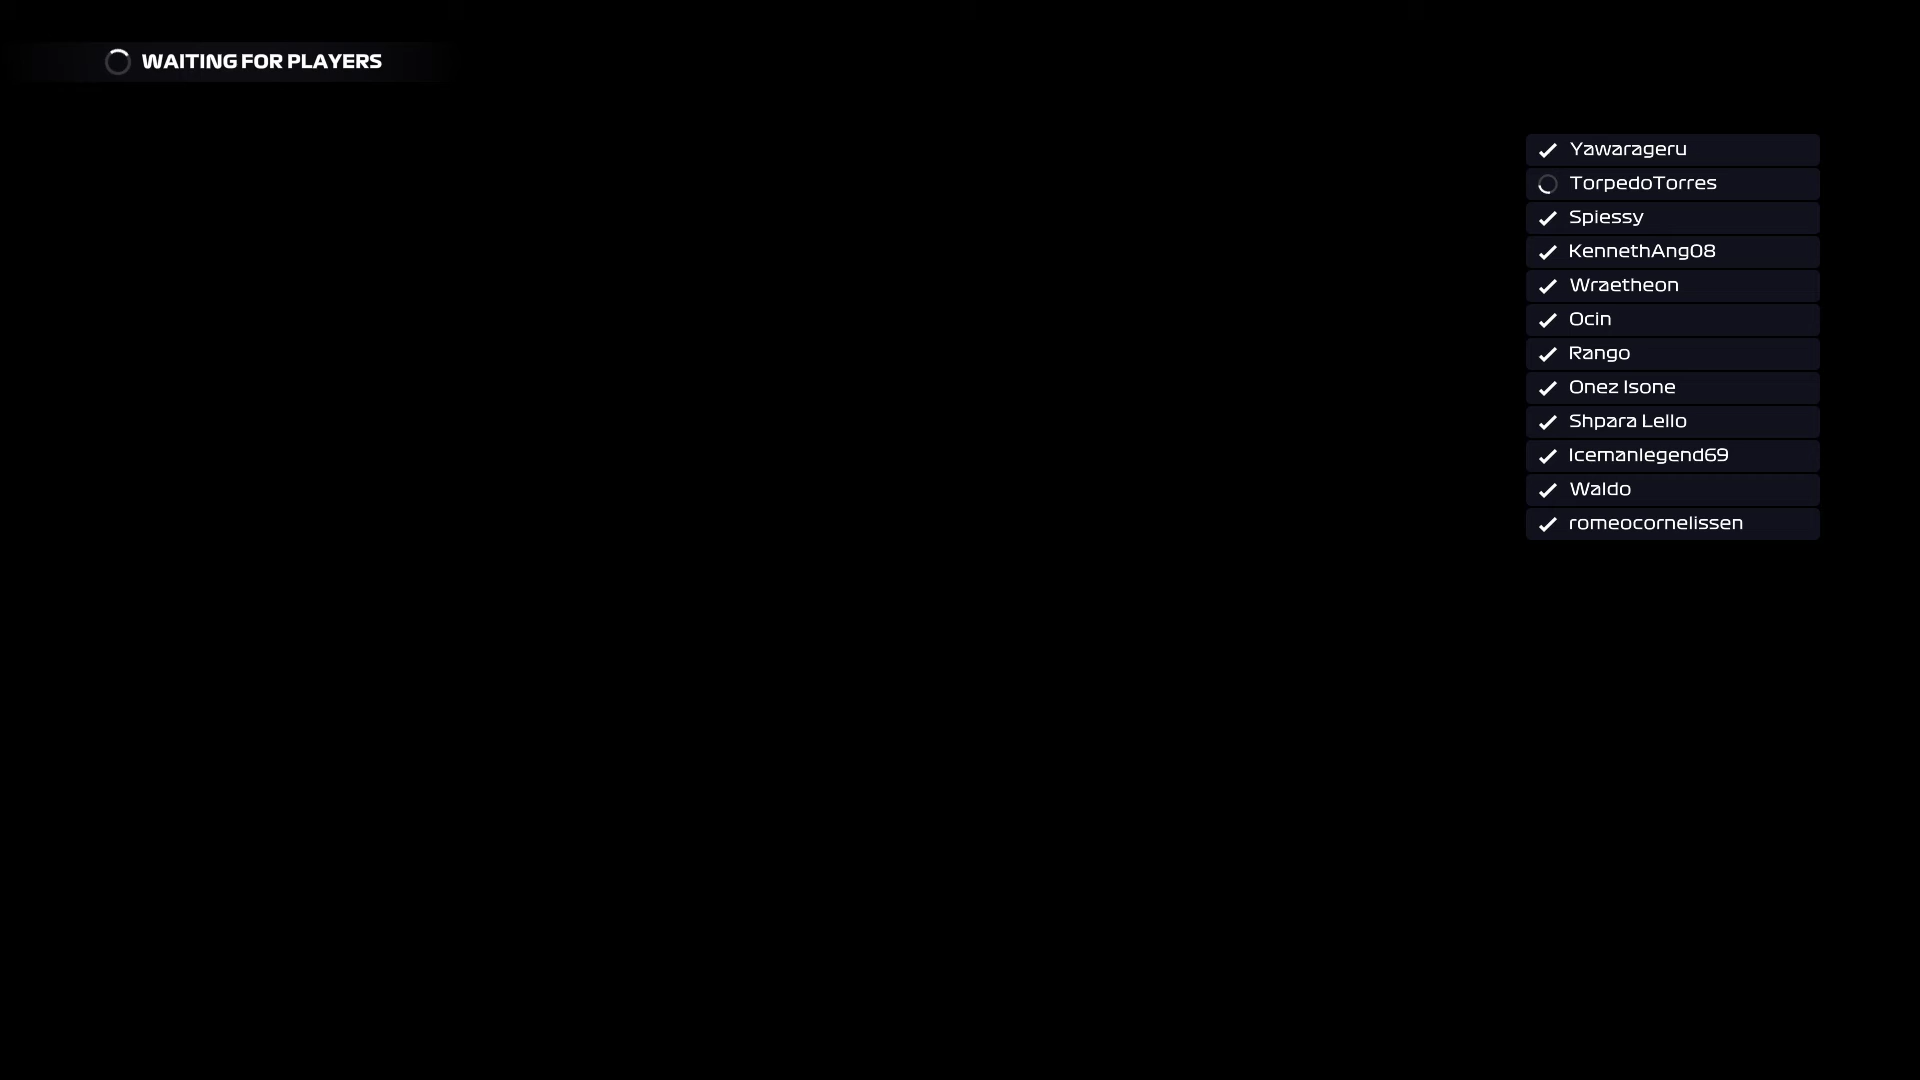 WAITING FOR PLAYERS
Yawarageru
TorpedoTorres
Spiessy
KennethAng08
Wraetheon
Ocin
Rango
Onez Isone
Shpara Lello
Icemanlegend69
Waldo
romeocornelissen